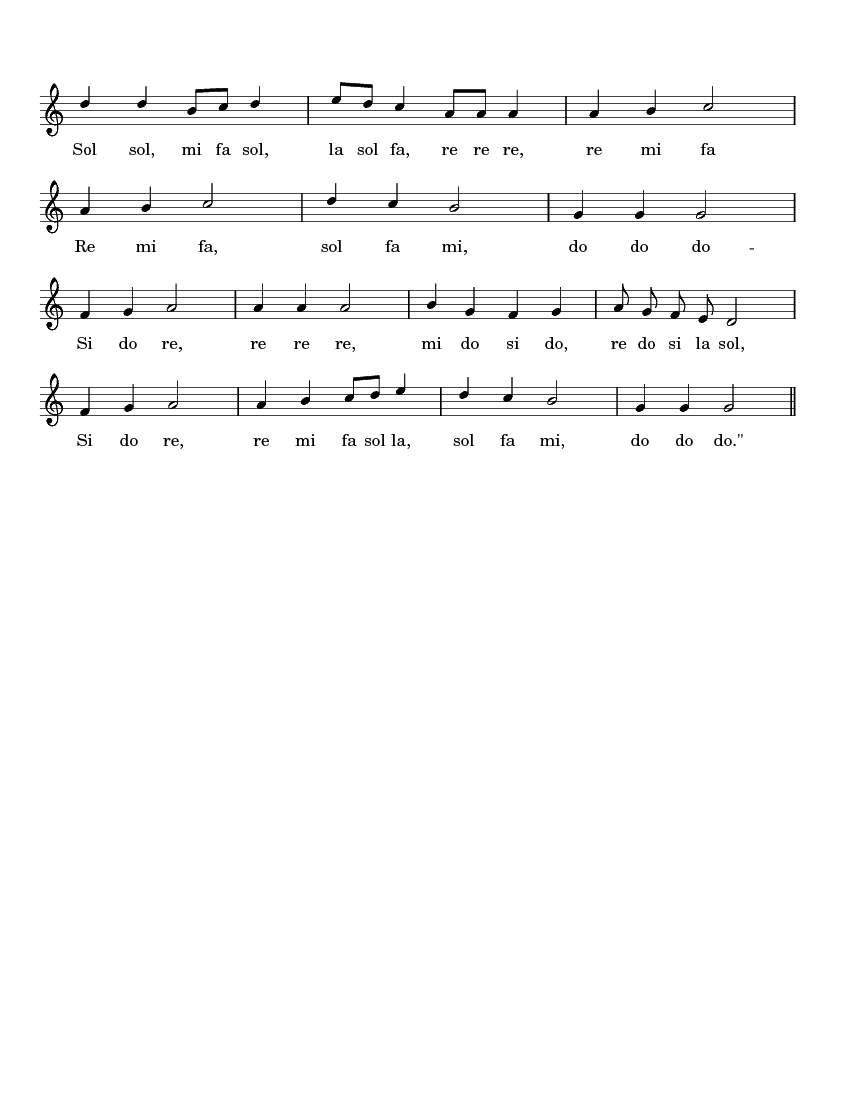 Sol sol, mi fa sol, la sol fa, re re re, re mi fa
Re mi fa, sol fa mi, do do do -
Si do re, re re re, mi do si do, re do si la sol,
Si do re, re mi fa sol la, sol fa mi, do do do."